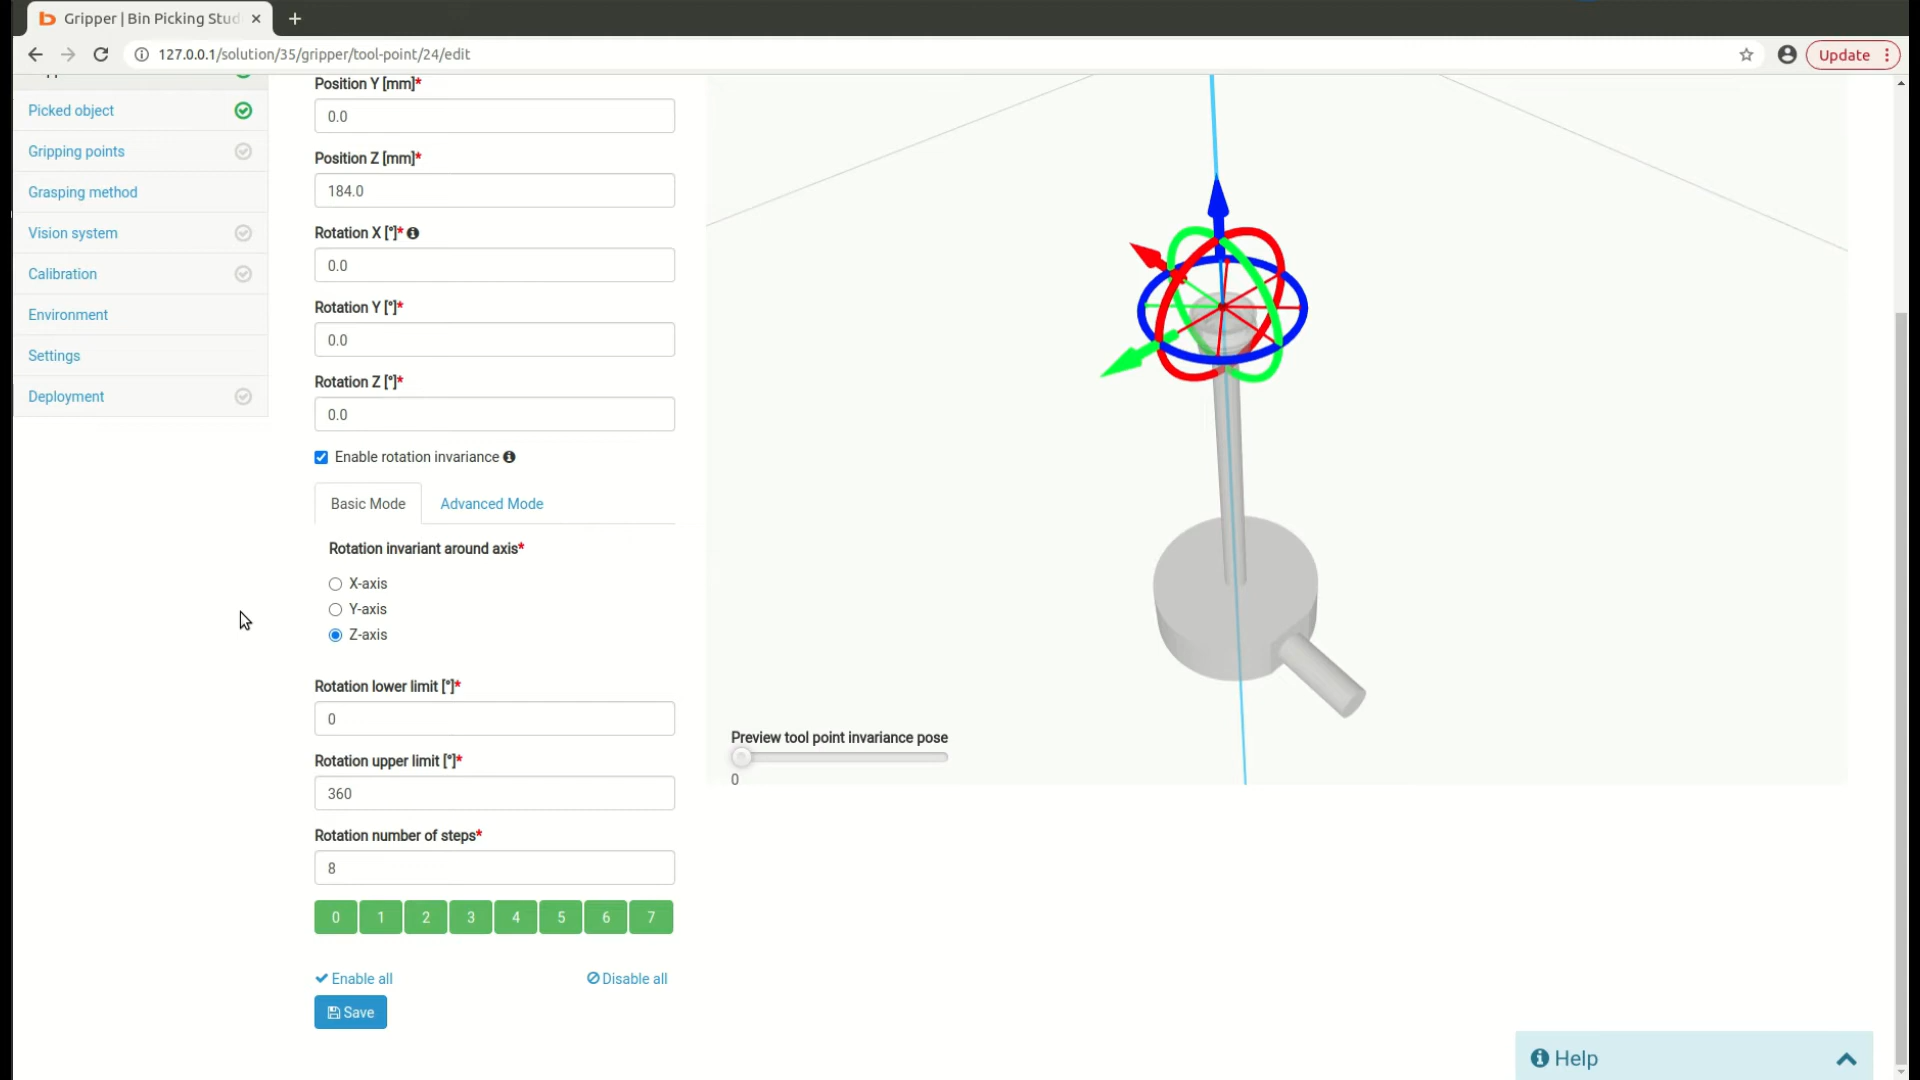 Gripper | Bin Picking Stud
127.0.0.1/solution/35/gripper/tool-point/24/edit
Update
Picked object
Gripping points
Grasping method
Vision system
Calibration
Environment
Settings
Deployment
Position Y [mm]*
0.0
Position Z [mm]*
184.0
Rotation X [°]*
0.0
Rotation Y [°]*
0.0
Rotation Z [°]*
0.0
Enable rotation invariance
Basic Mode
Advanced Mode
Rotation invariant around axis*
X-axis
Y-axis
Z-axis
Rotation lower limit [°]*
0
Rotation upper limit [°]*
360
Rotation number of steps*
8
0 1 2 3 4 5 6 7
Enable all
Disable all
Save
Preview tool point invariance pose
0
Help